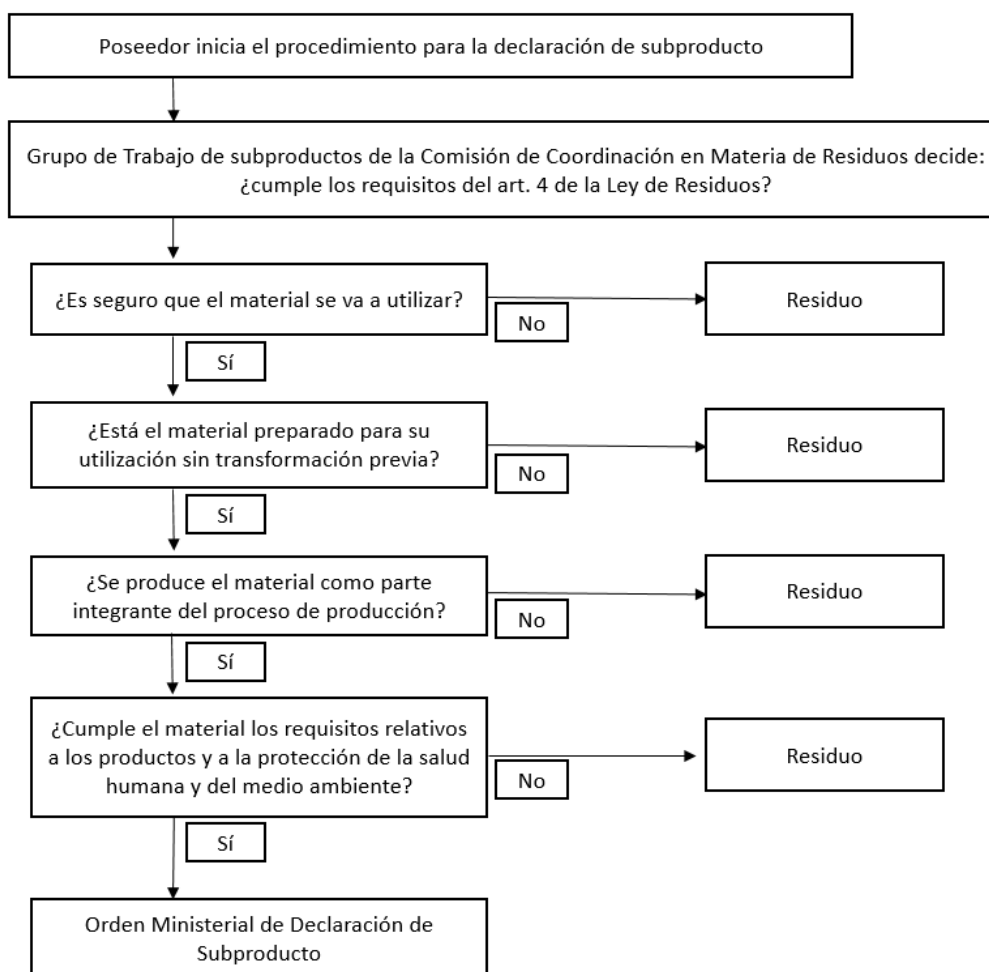 Poseedor inicia el procedimiento para la declaración de subproducto
Grupo de Trabajo de subproductos de la Comisión de Coordinación en Materia de Residuos decide:
¿cumple los requisitos del art. 4 de la Ley de Residuos?
¿Es seguro que el material se va a utilizar?
Residuo
No
Sí
¿Está el material preparado para su
utilización sin transformación previa?
Residuo
No
Sí
¿Se produce el material como parte
integrante del proceso de producción?
Residuo
No
Sí
¿Cumple el material los requisitos relativos
a los productos y a la protección de la salud
humana y del medio ambiente?
Residuo
No
Sí
Orden Ministerial de Declaración de
Subproducto